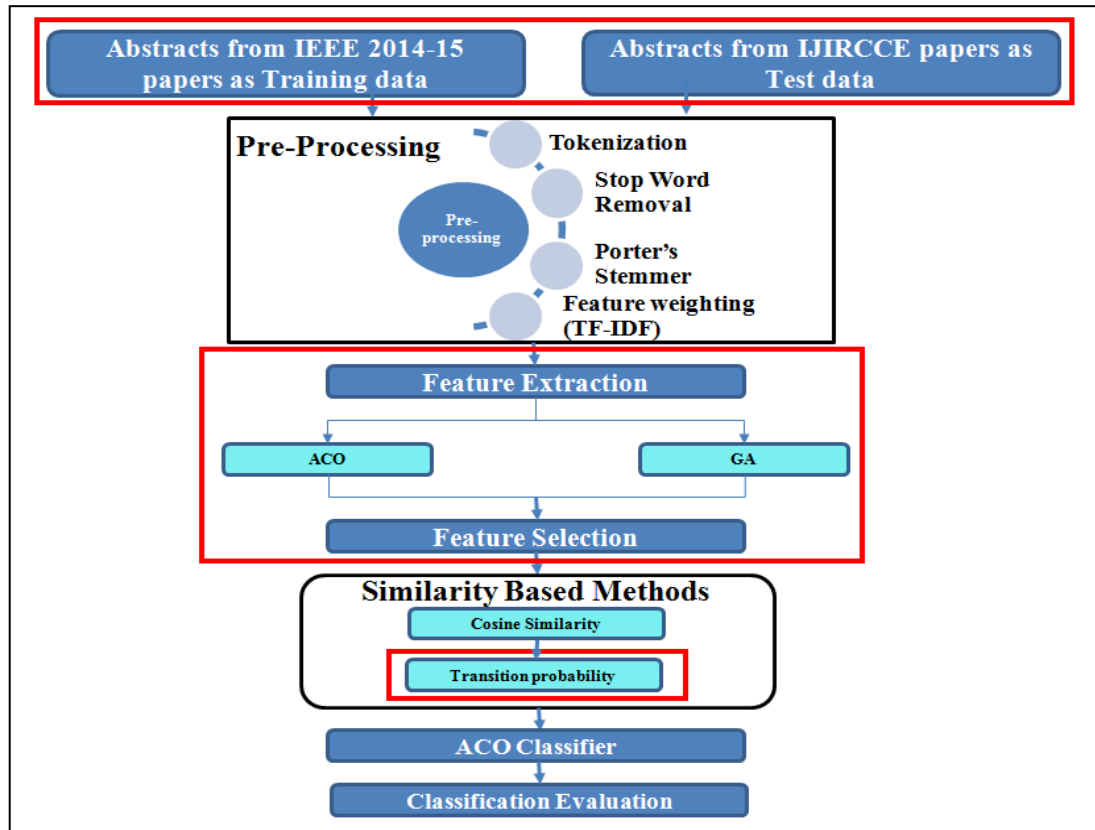 Abstracts from IEEE 2014-15
papers as Training data
Abstracts from IJIRCCE papers as
Test data
Pre-Processing
Pre-
processing
Tokenization
Stop Word
Removal
Porter's
Stemmer
Feature weighting
(TF-IDF)
Feature Extraction
ACO
GA
Feature Selection
Similarity Based Methods
Cosine Similarity
Transition probability
ACO Classifier
Classification Evaluation